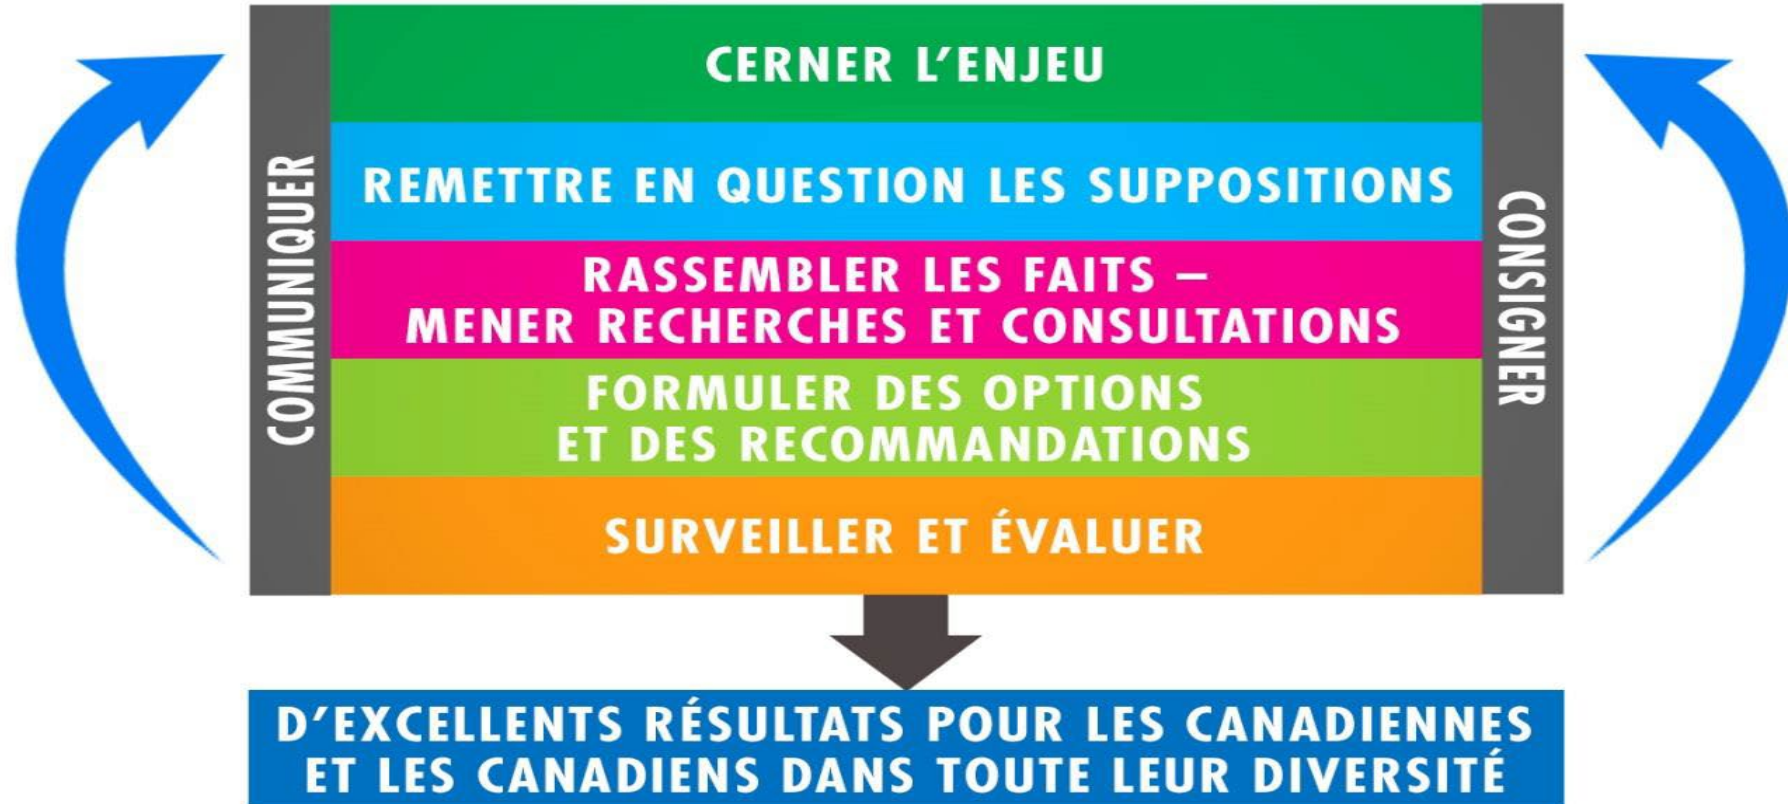 CERNER L'ENJEU
COMMUNIQUER
REMETTRE EN QUESTION LES SUPPOSITIONS
CONSIGNER
RASSEMBLER LES FAITS –
MENER RECHERCHES ET CONSULTATIONS
FORMULER DES OPTIONS
ET DES RECOMMANDATIONS
SURVEILLER ET ÉVALUER
D'EXCELLENTS RÉSULTATS POUR LES CANADIENNES
ET LES CANADIENS DANS TOUTE LEUR DIVERSITÉ